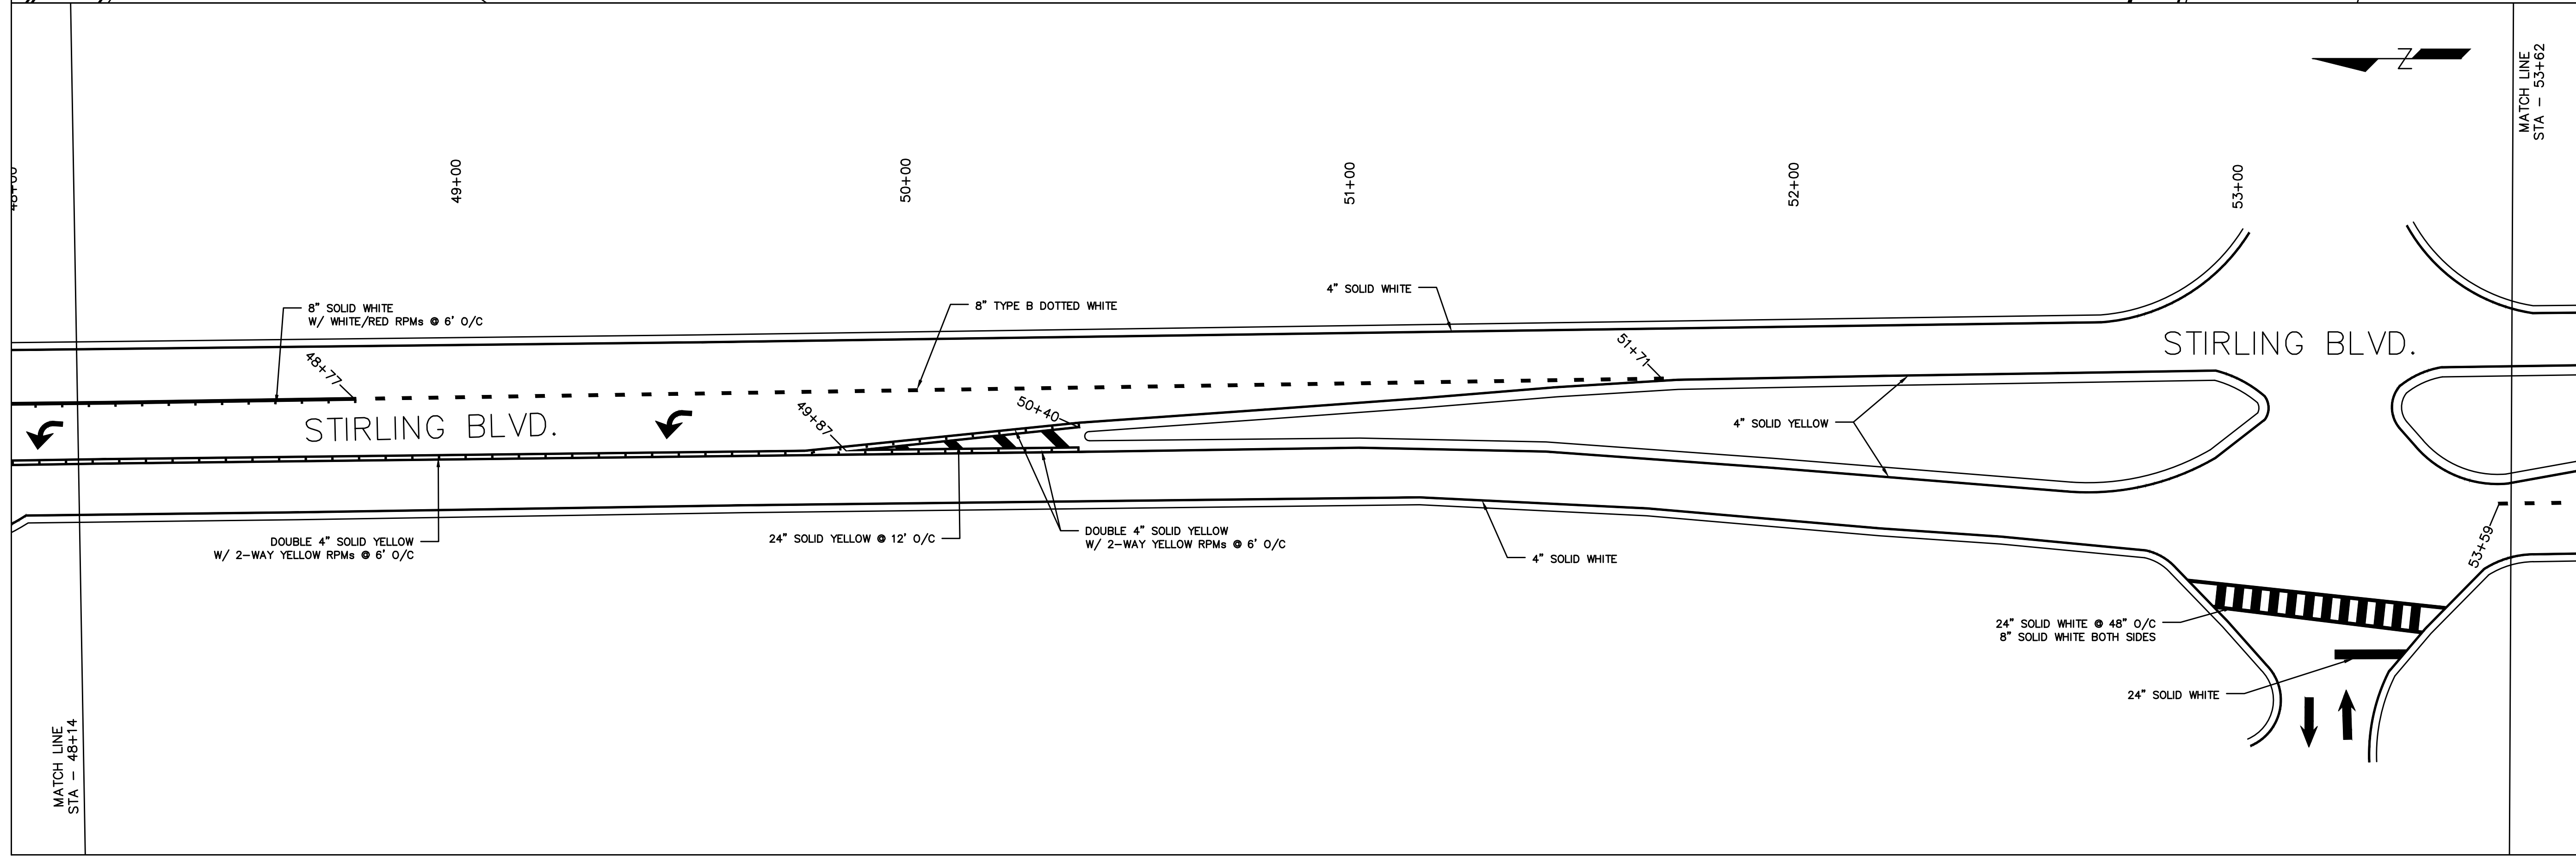 Z
MATCH LINE
STA - 53+62
48+00
49+00
50+00
51+00
52+00
53+00
8" SOLID WHITE
W/ WHITE/RED RPMs @ 6' O/C
8" TYPE B DOTTED WHITE
4" SOLID WHITE
STIRLING BLVD.
48+77
51+71
STIRLING BLVD.
49+87
50+40
4" SOLID YELLOW
DOUBLE 4" SOLID YELLOW
W/ 2-WAY YELLOW RPMs @ 6' O/C
24" SOLID YELLOW @ 12' O/C
DOUBLE 4" SOLID YELLOW
W/ 2-WAY YELLOW RPMs @ 6' O/C
4" SOLID WHITE
53+59
24" SOLID WHITE @ 48" O/C
8" SOLID WHITE BOTH SIDES
24" SOLID WHITE
MATCH LINE
STA - 48+14